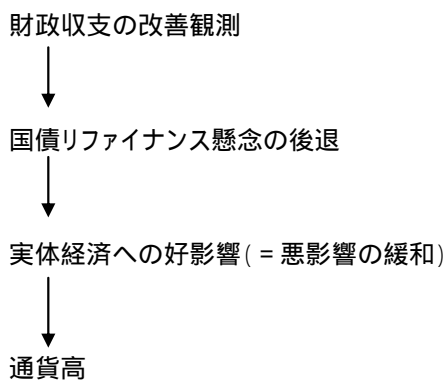 財政収支の改善観測
国債リファイナンス懸念の後退
実体経済への好影響(=悪影響の緩和)
通貨高